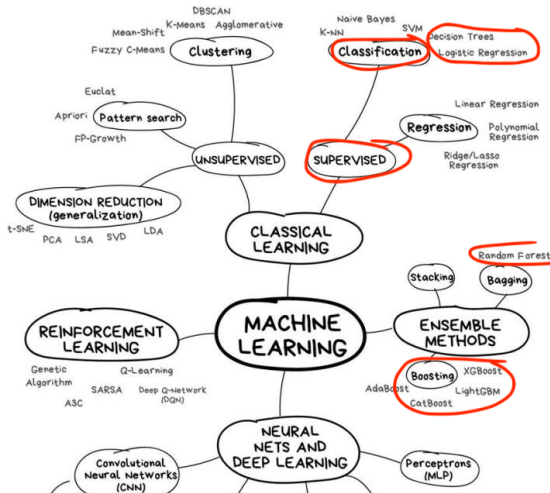 DBSCAN
Mean-Shift
K-Means
Agglomerative
Fuzzy C-Means
Clustering
Naive Bayes
K-NN
SVM
Decision Trees
Classification
Logistic Regression
Euclat
Apriori
Pattern search
FP-Growth
Linear Regression
Regression
Polynomial
Regression
Ridge/Lasso
Regression
UNSUPERVISED
SUPERVISED
DIMENSION REDUCTION
(generalization)
t-SNE
PCA
LSA
SVD
LDA
CLASSICAL
LEARNING
Random Forest
Stacking
Bagging
MACHINE
LEARNING
REINFORCEMENT
LEARNING
ENSEMBLE
METHODS
Genetic
Algorithm
Q-Learning
SARSA
Deep Q-Network
(DQN)
A3C
Boosting
XGBoost
AdaBoost
LightGBM
CatBoost
NEURAL
NETS AND
DEEP LEARNING
Convolutional
Neural Networks
(CNN)
Perceptrons
(MLP)